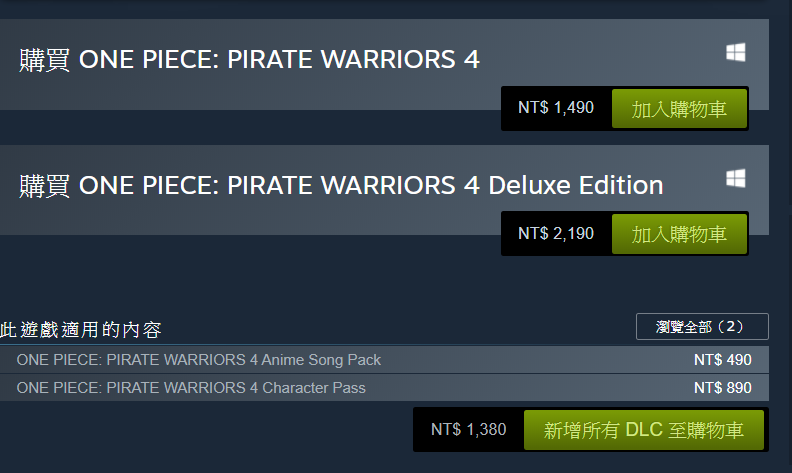 購買 ONE PIECE: PIRATE WARRIORS 4
NT$ 1,490 加入購物車
購買 ONE PIECE: PIRATE WARRIORS 4 Deluxe Edition
NT$ 2,190 加入購物車
此遊戲適用的內容 瀏覽全部（2）
ONE PIECE: PIRATE WARRIORS 4 Anime Song Pack NT$ 490
ONE PIECE: PIRATE WARRIORS 4 Character Pass NT$ 890
NT$ 1,380 新增所有 DLC 至購物車